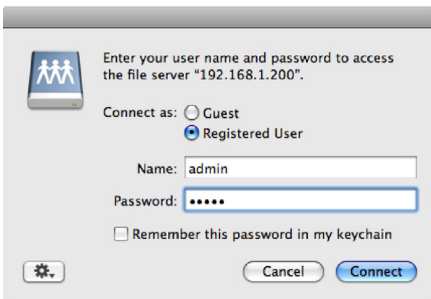 Enter your user name and password to access
the file server “192.168.1.200”.
Connect as: Guest
Registered User
Name: admin
Password: •••••
Remember this password in my keychain
Cancel Connect